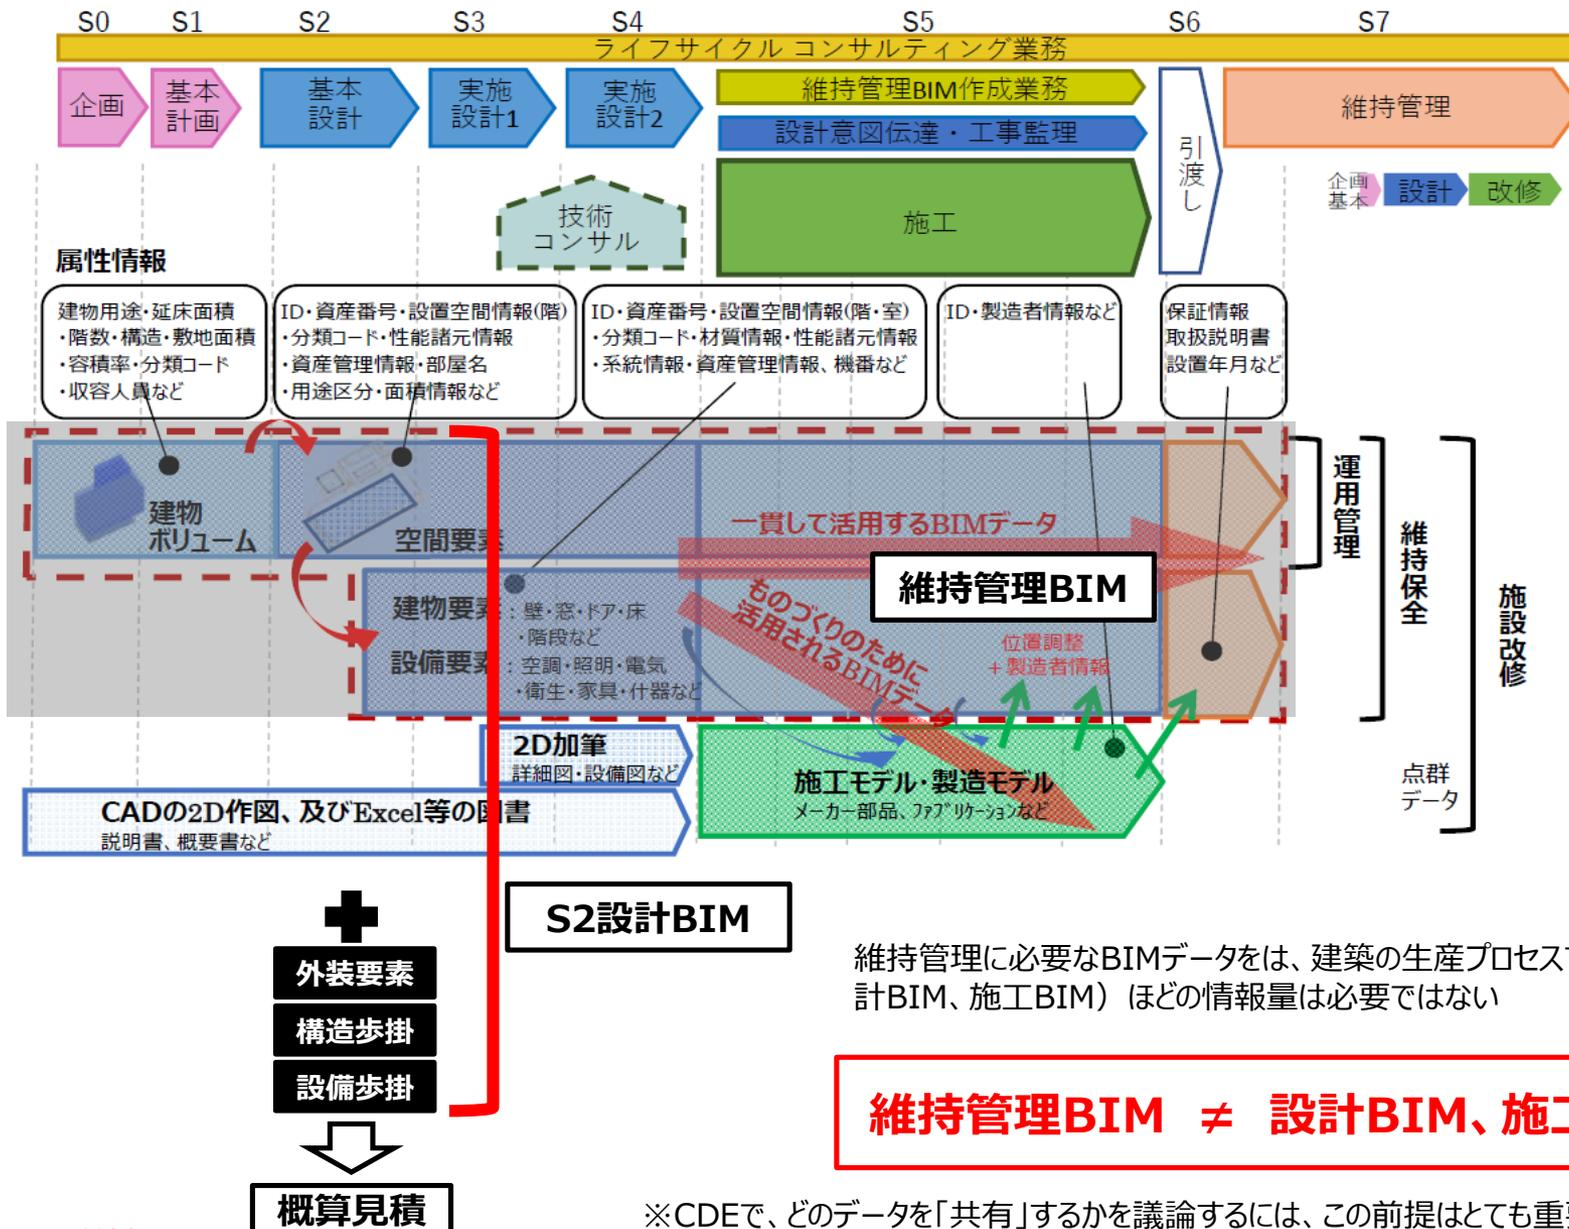 S0 S1 S2 S3 S4 S5 S6 S7
ライフサイクル コンサルティング業務
企画
基本
計画
基本
設計
実施
設計1
実施
設計2
維持管理BIM作成業務
設計意図伝達・工事監理
施工
技術
コンサル
引渡し
維持管理
企画
基本
設計
改修
属性情報
建物用途・延床面積
・階数・構造・敷地面積
・容積率・分類コード
・収容人員など
ID・資産番号・設置空間情報(階)
・分類コード・性能諸元情報
・資産管理情報・部屋名
・用途区分・面積情報など
ID・資産番号・設置空間情報(階・室)
・分類コード・材質情報・性能諸元情報
・系統情報・資産管理情報、機番など
ID・製造者情報など
保証情報
取扱説明書
設置年月など
建物
ボリューム
空間要素
一貫して活用するBIMデータ
維持管理BIM
建物要素：壁・窓・ドア・床
・階段など
設備要素：空調・照明・電気
・衛生・家具・什器など
ものづくりのために
活用されるBIMデータ
位置調整
＋製造者情報
運用管理
維持保全
施設改修
2D加筆
詳細図・設備図など
CADの2D作図、及びExcel等の図書
説明書、概要書など
施工モデル・製造モデル
メーカー部品、ファブリケーションなど
点群
データ
S2設計BIM
外装要素
構造歩掛
設備歩掛
概算見積
維持管理に必要なBIMデータをは、建築の生産プロセスで
計BIM、施工BIM）ほどの情報量は必要ではない
維持管理BIM ≠ 設計BIM、施工
※CDEで、どのデータを「共有」するかを議論するには、この前提はとても重要